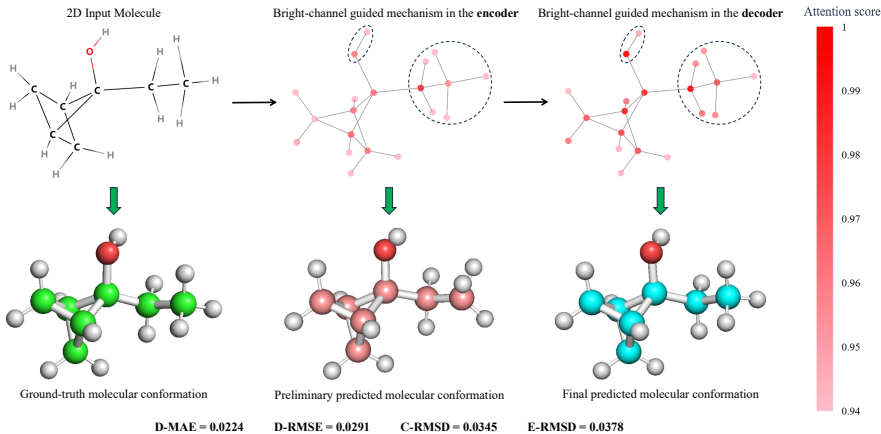 2D Input Molecule
Bright-channel guided mechanism in the encoder
Bright-channel guided mechanism in the decoder
Attention score
H
O
H
H
H
C
H
C
C
H
H
C
C
H
H
C
H
C
H
H
H
1
0.99
0.98
0.97
0.96
0.95
0.94
Ground-truth molecular conformation
Preliminary predicted molecular conformation
Final predicted molecular conformation
D-MAE = 0.0224 D-RMSE = 0.0291 C-RMSD = 0.0345 E-RMSD = 0.0378